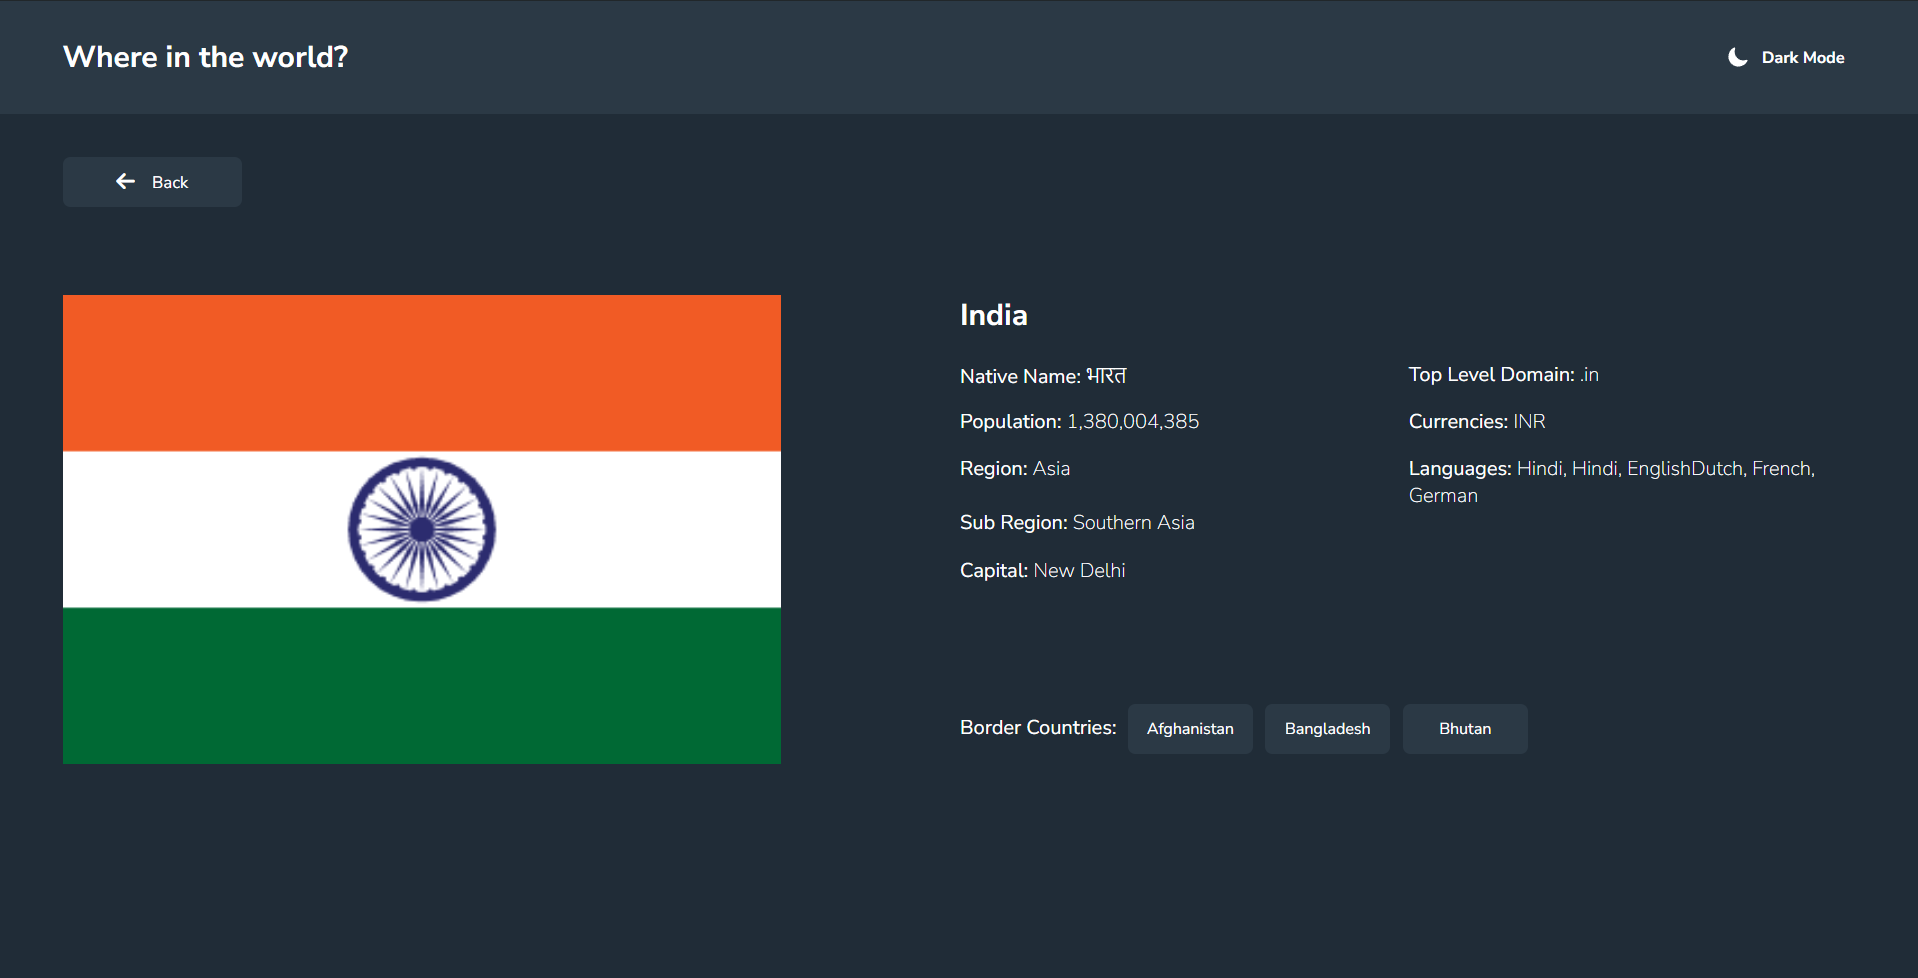 Where in the world?
Dark Mode
Back
India
Native Name: भारत
Population: 1,380,004,385
Region: Asia
Sub Region: Southern Asia
Capital: New Delhi
Top Level Domain: .in
Currencies: INR
Languages: Hindi, Hindi, EnglishDutch, French,
German
Border Countries: Afghanistan Bangladesh Bhutan